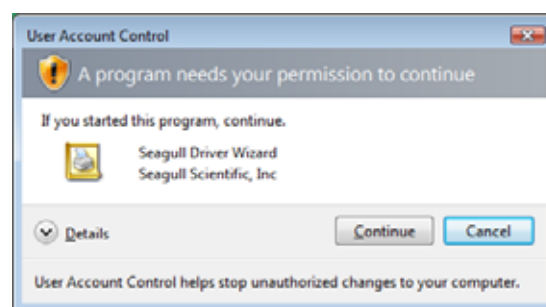 User Account Control
A program needs your permission to continue
If you started this program, continue.
Seagull Driver Wizard
Seagull Scientific, Inc
Details
Continue
Cancel
User Account Control helps stop unauthorized changes to your computer.